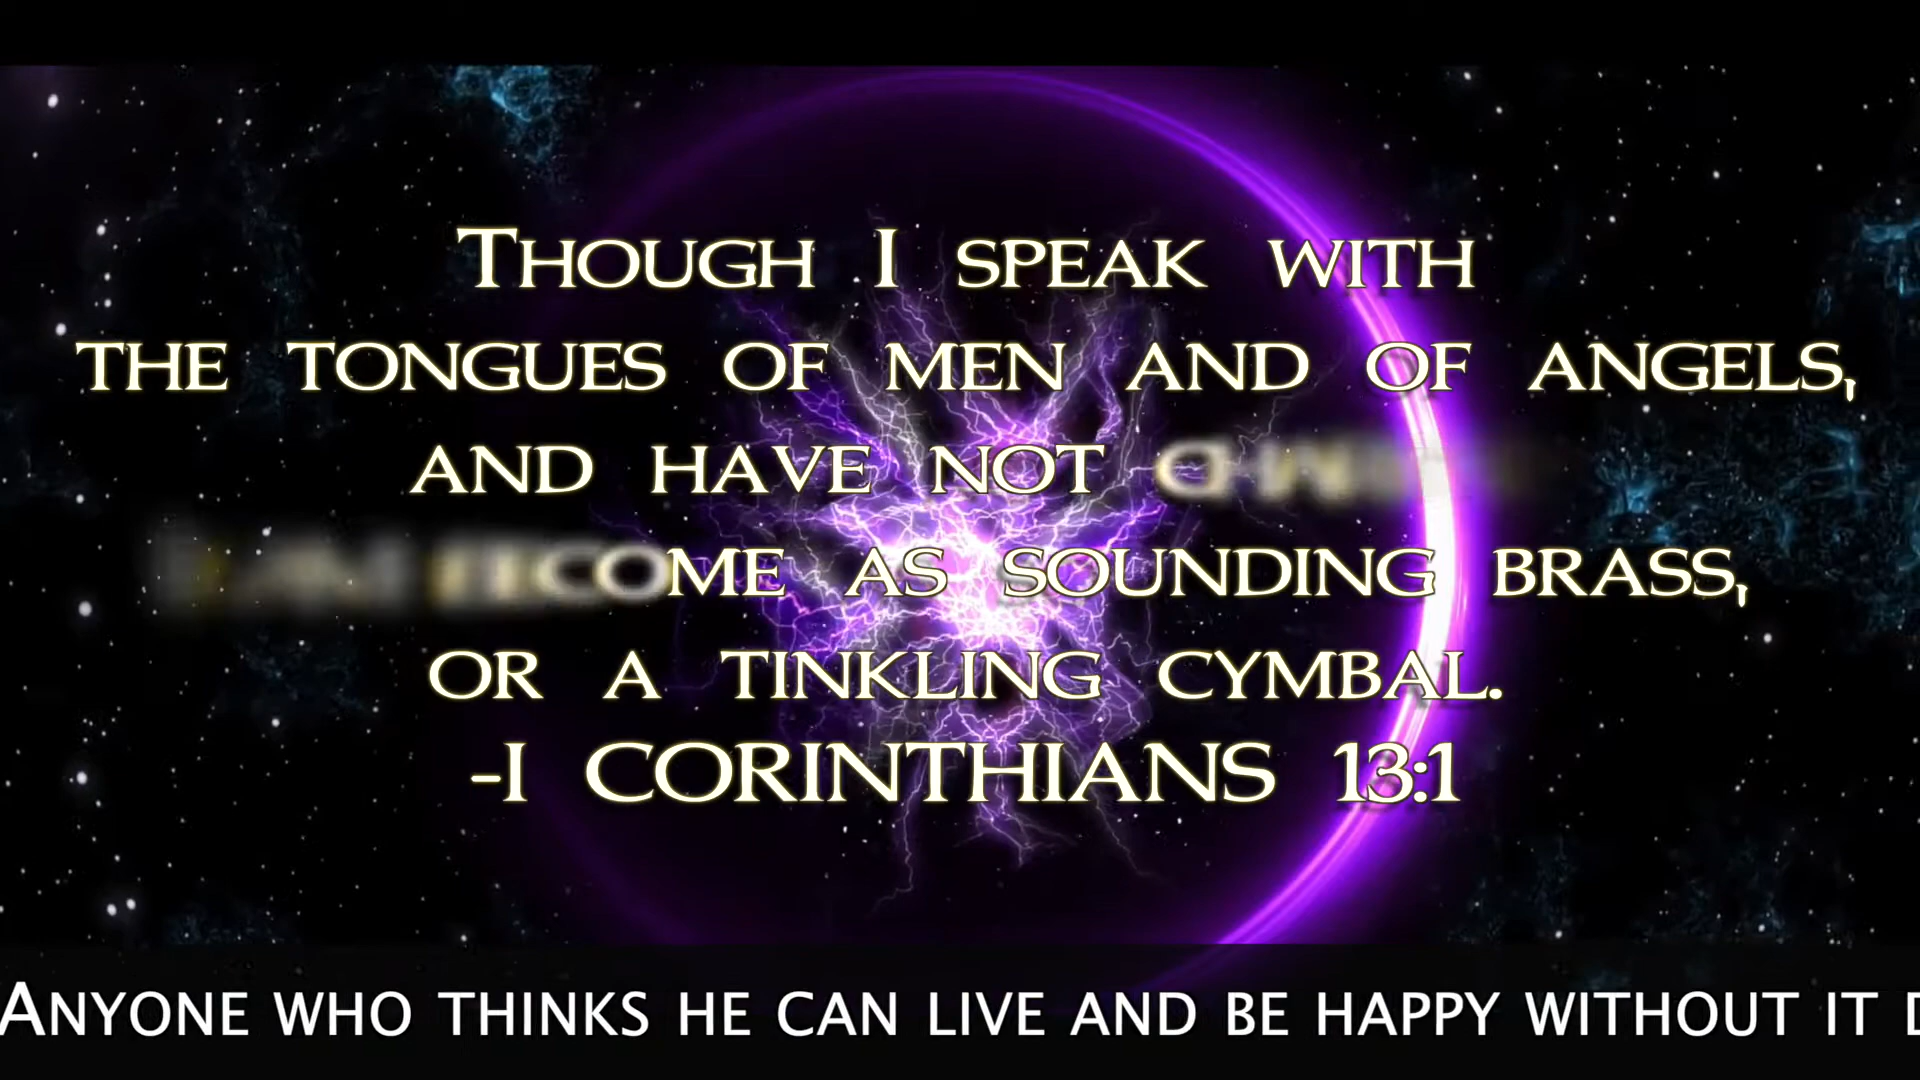 Though I speak with
the tongues of men and of angels,
and have not
become as sounding brass,
or a tinkling cymbal.
-I CORINTHIANS 13:1
Anyone who thinks he can live and be happy without it